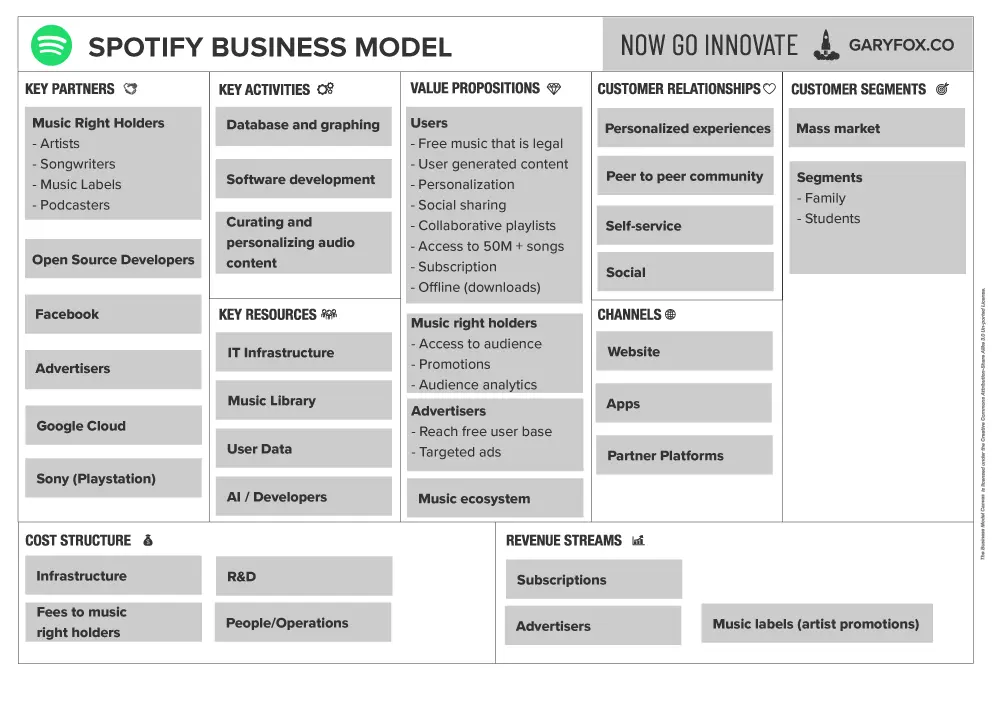 SPOTIFY BUSINESS MODEL
NOW GO INNOVATE
GARYFOX.CO
KEY PARTNERS
Music Right Holders
- Artists
- Songwriters
- Music Labels
- Podcasters
Open Source Developers
Facebook
Advertisers
Google Cloud
Sony (Playstation)
KEY ACTIVITIES
Database and graphing
Software development
Curating and
personalizing audio
content
KEY RESOURCES
IT Infrastructure
Music Library
User Data
AI / Developers
VALUE PROPOSITIONS
Users
- Free music that is legal
- User generated content
- Personalization
- Social sharing
- Collaborative playlists
- Access to 50M + songs
- Subscription
- Offline (downloads)
Music right holders
- Access to audience
- Promotions
- Audience analytics
Advertisers
- Reach free user base
- Targeted ads
Music ecosystem
CUSTOMER RELATIONSHIPS
Personalized experiences
Peer to peer community
Self-service
Social
CHANNELS
Website
Apps
Partner Platforms
CUSTOMER SEGMENTS
Mass market
Segments
- Family
- Students
COST STRUCTURE
Infrastructure
R&D
Fees to music
right holders
People/Operations
REVENUE STREAMS
Subscriptions
Advertisers
Music labels (artist promotions)
The Business Model Canvas is licensed under the Creative Commons Attribution-Share Alike 3.0 Un-ported License.